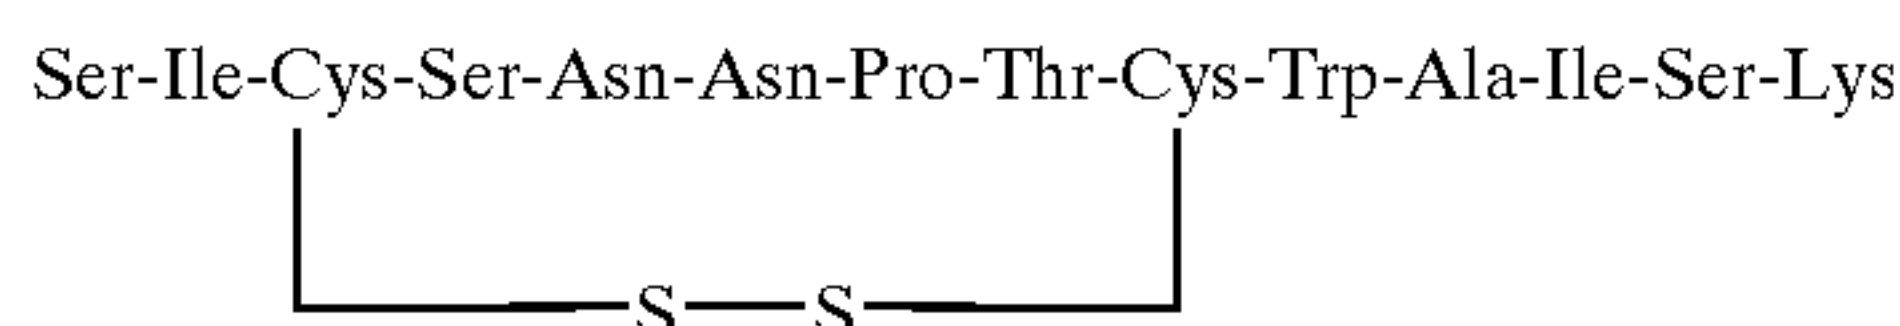 Ser-Ile-Cys-Ser-Asn-Asn-Pro-Thr-Cys-Trp-Ala-Ile-Ser-Lys
S S